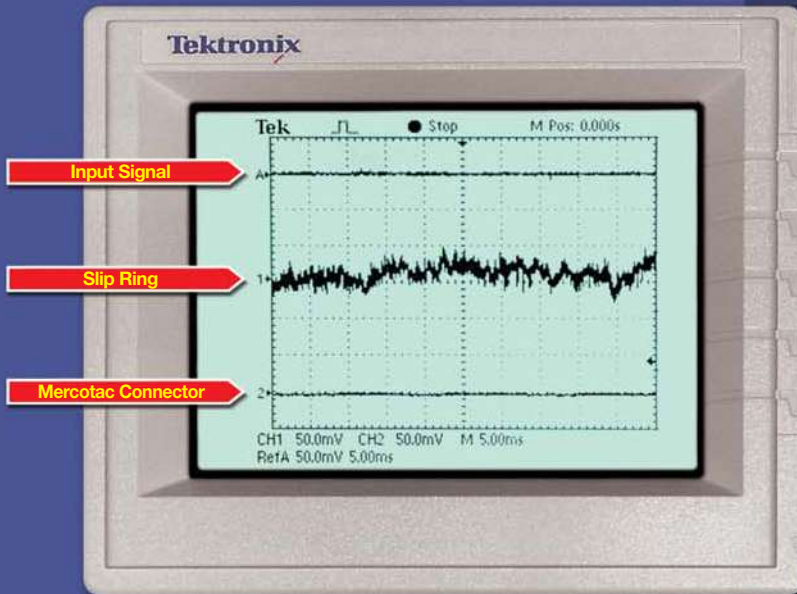 Tektronix
Tek Stop M Pos: 0.000s
Input Signal
A
Slip Ring
1
Mercotac Connector
2
CH1 50.0mV CH2 50.0mV M 5.00ms
RefA 50.0mV 5.00ms